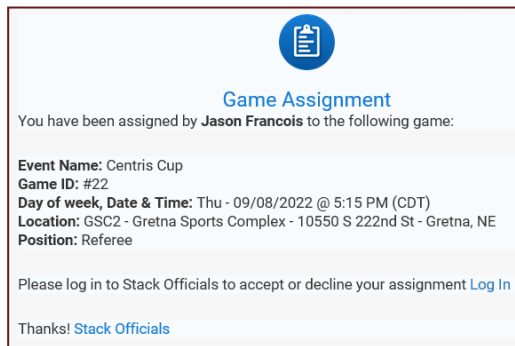 Game Assignment
You have been assigned by Jason Francois to the following game:
Event Name: Centris Cup
Game ID: #22
Day of week, Date & Time: Thu - 09/08/2022 @ 5:15 PM (CDT)
Location: GSC2 - Gretna Sports Complex - 10550 S 222nd St - Gretna, NE
Position: Referee
Please log in to Stack Officials to accept or decline your assignment Log In
Thanks! Stack Officials